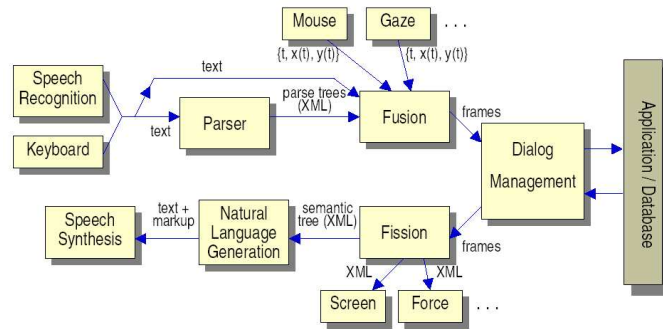 Mouse
Gaze
. . .
{t, x(t), y(t)}
{t, x(t), y(t)}
Speech
Recognition
Keyboard
text
text
Parser
parse trees
(XML)
Fusion
frames
Dialog
Management
Application / Database
Speech
Synthesis
text +
markup
Natural
Language
Generation
semantic
tree (XML)
Fission
frames
XML
XML
Screen
Force
. . .